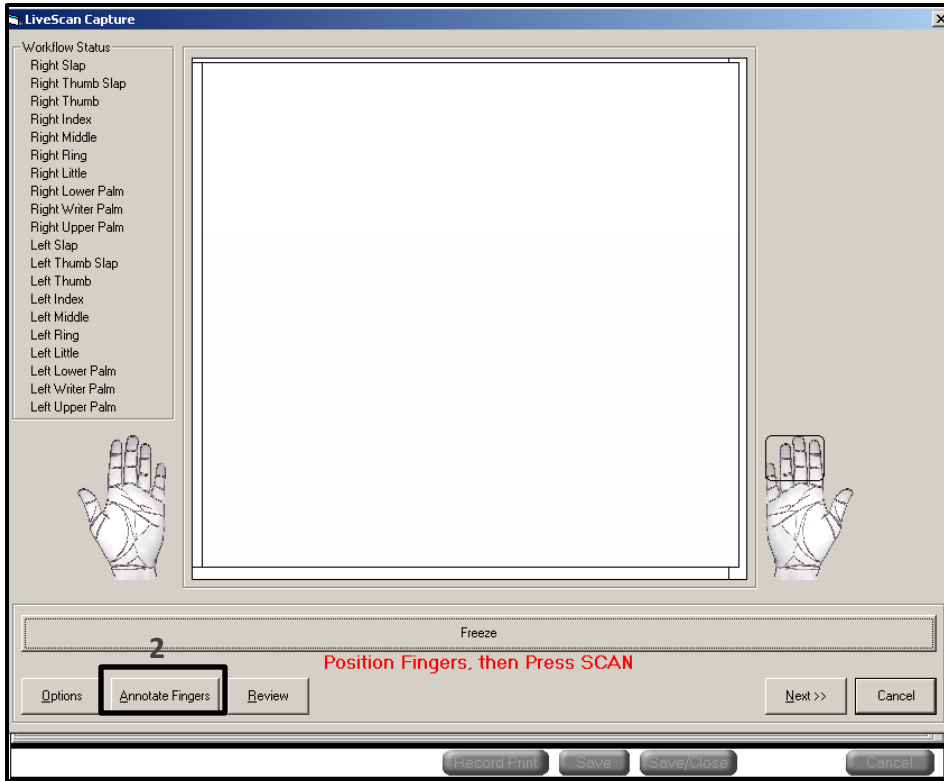 LiveScan Capture
Workflow Status
Right Slap
Right Thumb Slap
Right Thumb
Right Index
Right Middle
Right Ring
Right Little
Right Lower Palm
Right Writer Palm
Right Upper Palm
Left Slap
Left Thumb Slap
Left Thumb
Left Index
Left Middle
Left Ring
Left Little
Left Lower Palm
Left Writer Palm
Left Upper Palm
Freeze
2
Position Fingers, then Press SCAN
Options Annotate Fingers Review Next >> Cancel
Record Print Save Save/Close Cancel